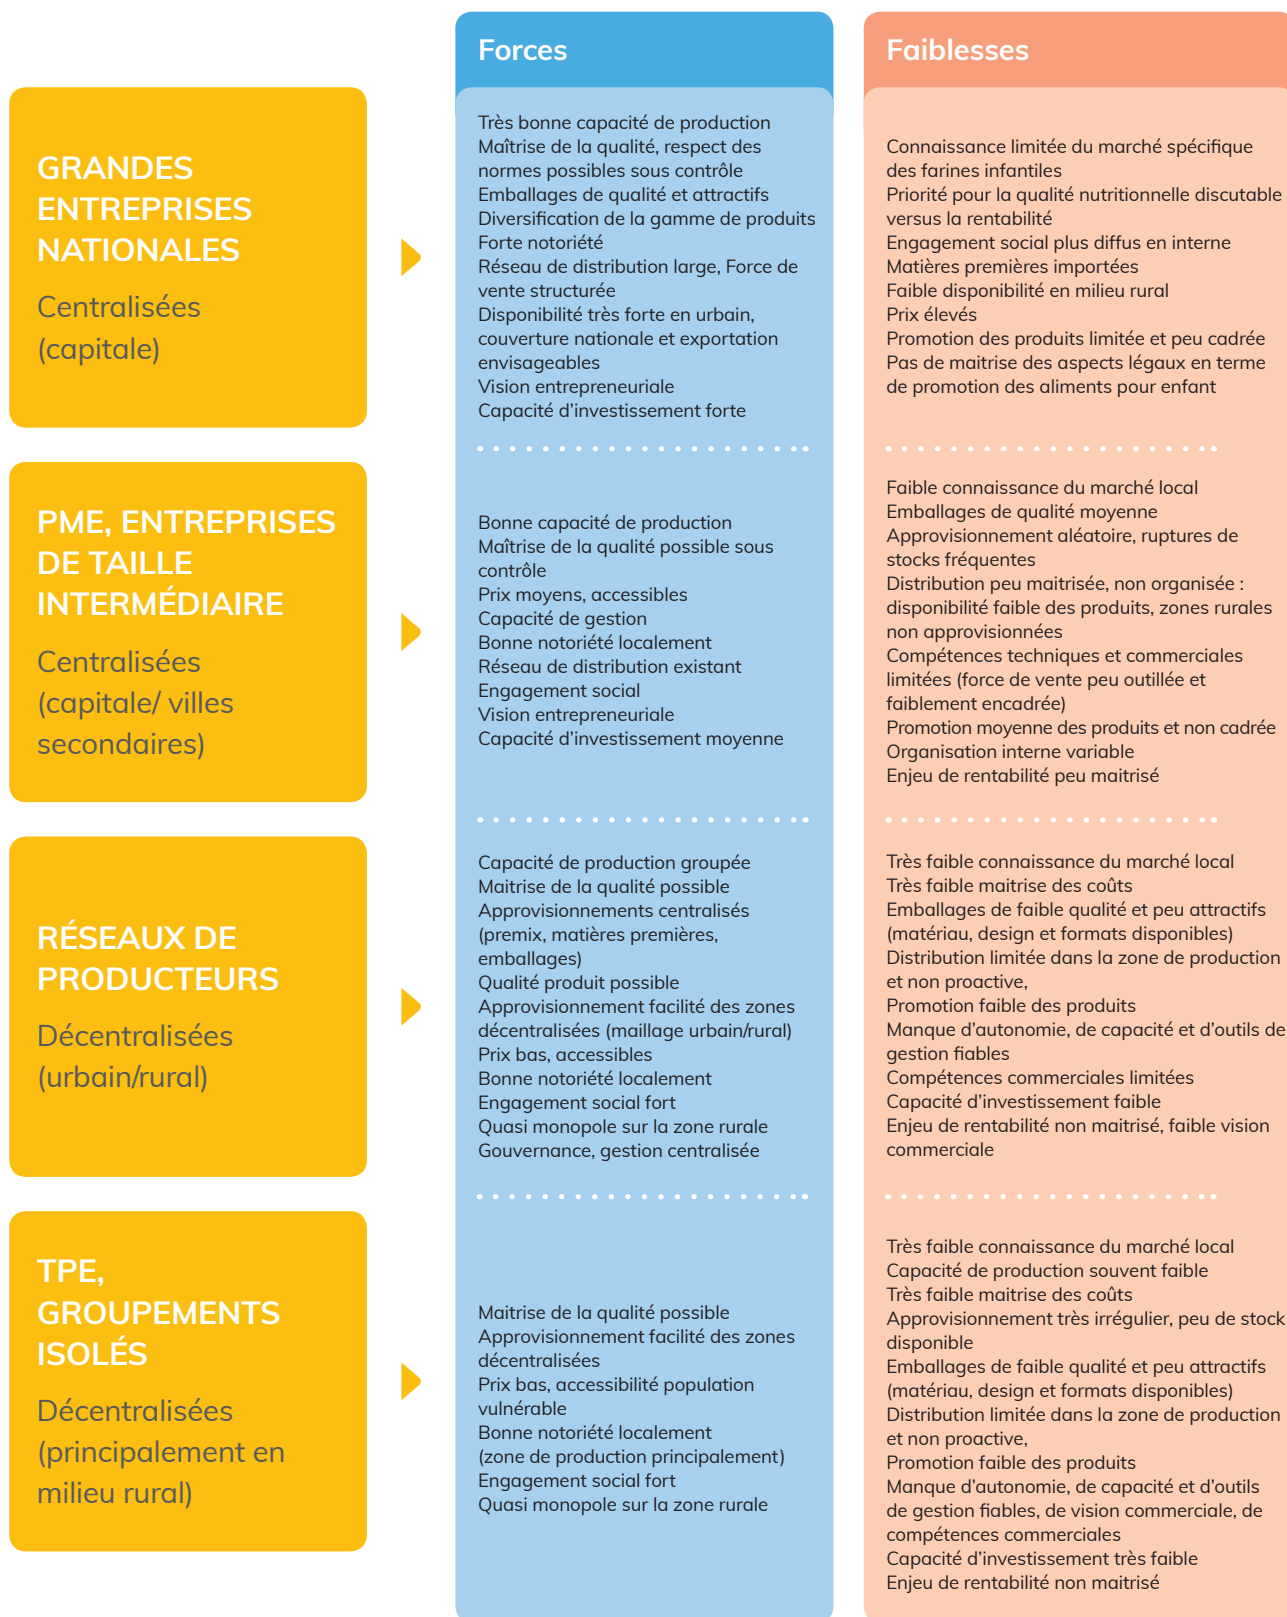 Forces
Faiblesses
GRANDES
ENTREPRISES
NATIONALES
Centralisées
(capitale)
Très bonne capacité de production
Maîtrise de la qualité, respect des
normes possibles sous contrôle
Emballages de qualité et attractifs
Diversification de la gamme de produits
Forte notoriété
Réseau de distribution large, Force de
vente structurée
Disponibilité très forte en urbain,
couverture nationale et exportation
envisageables
Vision entrepreneuriale
Capacité d'investissement forte
Connaissance limitée du marché spécifique
des farines infantiles
Priorité pour la qualité nutritionnelle discutable
versus la rentabilité
Engagement social plus diffus en interne
Matières premières importées
Faible disponibilité en milieu rural
Prix élevés
Promotion des produits limitée et peu cadrée
Pas de maitrise des aspects légaux en terme
de promotion des aliments pour enfant
PME, ENTREPRISES
DE TAILLE
INTERMÉDIAIRE
Centralisées
(capitale/ villes
secondaires)
Bonne capacité de production
Maîtrise de la qualité possible sous
contrôle
Prix moyens, accessibles
Capacité de gestion
Bonne notoriété localement
Réseau de distribution existant
Engagement social
Vision entrepreneuriale
Capacité d'investissement moyenne
Faible connaissance du marché local
Emballages de qualité moyenne
Approvisionnement aléatoire, ruptures de
stocks fréquentes
Distribution peu maitrisée, non organisée :
disponibilité faible des produits, zones rurales
non approvisionnées
Compétences techniques et commerciales
limitées (force de vente peu outillée et
faiblement encadrée)
Promotion moyenne des produits et non cadrée
Organisation interne variable
Enjeu de rentabilité peu maitrisé
RÉSEAUX DE
PRODUCTEURS
Décentralisées
(urbain/rural)
Capacité de production groupée
Maitrise de la qualité possible
Approvisionnements centralisés
(premix, matières premières,
emballages)
Qualité produit possible
Approvisionnement facilité des zones
décentralisées (maillage urbain/rural)
Prix bas, accessibles
Bonne notoriété localement
Engagement social fort
Quasi monopole sur la zone rurale
Gouvernance, gestion centralisée
Très faible connaissance du marché local
Très faible maitrise des coûts
Emballages de faible qualité et peu attractifs
(matériau, design et formats disponibles)
Distribution limitée dans la zone de production
et non proactive,
Promotion faible des produits
Manque d'autonomie, de capacité et d'outils de
gestion fiables
Compétences commerciales limitées
Capacité d'investissement faible
Enjeu de rentabilité non maitrisé, faible vision
commerciale
TPE,
GROUPEMENTS
ISOLÉS
Décentralisées
(principalement en
milieu rural)
Maitrise de la qualité possible
Approvisionnement facilité des zones
décentralisées
Prix bas, accessibilité population
vulnérable
Bonne notoriété localement
(zone de production principalement)
Engagement social fort
Quasi monopole sur la zone rurale
Très faible connaissance du marché local
Capacité de production souvent faible
Très faible maitrise des coûts
Approvisionnement très irrégulier, peu de stock
disponible
Emballages de faible qualité et peu attractifs
(matériau, design et formats disponibles)
Distribution limitée dans la zone de production
et non proactive,
Promotion faible des produits
Manque d'autonomie, de capacité et d'outils
de gestion fiables, de vision commerciale, de
compétences commerciales
Capacité d'investissement très faible
Enjeu de rentabilité non maitrisé